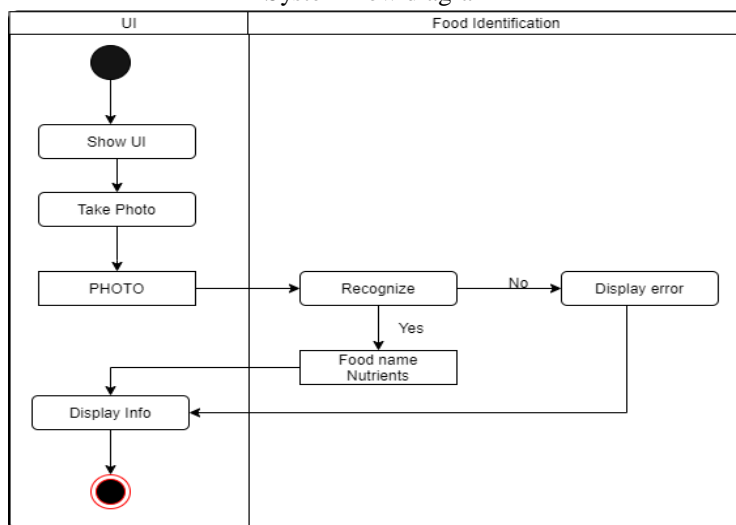 UI
Food Identification
Show UI
Take Photo
PHOTO
Recognize
No
Display error
Yes
Food name
Nutrients
Display Info